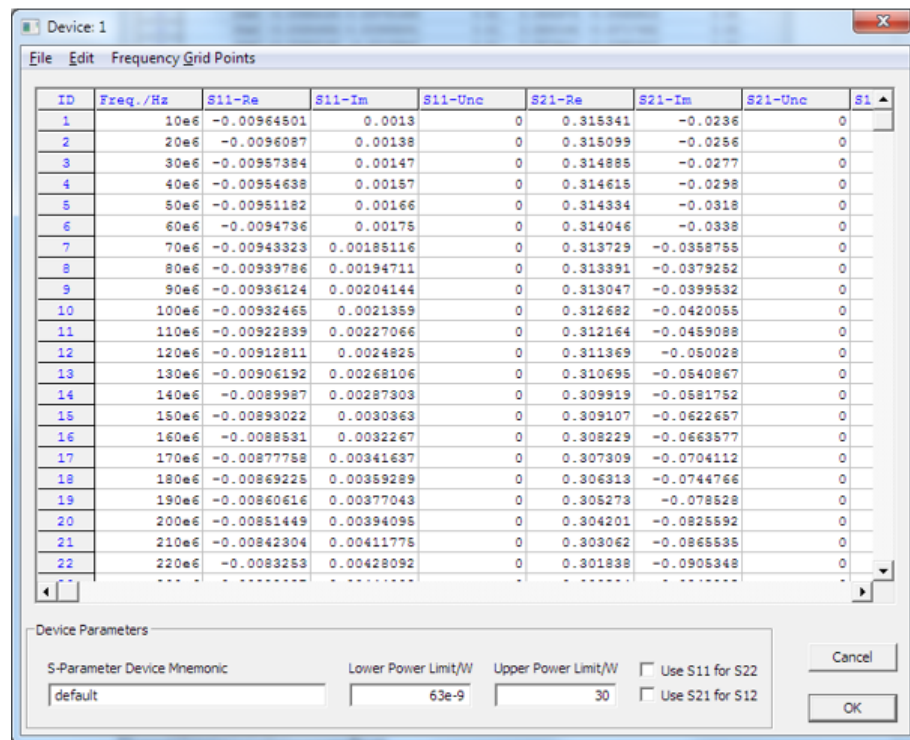 Device: 1
File Edit Frequency Grid Points
ID Freq./Hz S11-Re S11-Im S11-Unc S21-Re S21-Im S21-Unc S1
1 10e6 -0.00964501 0.0013 0 0.315341 -0.0236 0
2 20e6 -0.0096087 0.00138 0 0.315099 -0.0256 0
3 30e6 -0.00957384 0.00147 0 0.314885 -0.0277 0
4 40e6 -0.00954638 0.00157 0 0.314615 -0.0298 0
5 50e6 -0.00951182 0.00166 0 0.314334 -0.0318 0
6 60e6 -0.0094736 0.00175 0 0.314046 -0.0338 0
7 70e6 -0.00943323 0.00185116 0 0.313729 -0.0358755 0
8 80e6 -0.00939786 0.00194711 0 0.313391 -0.0379252 0
9 90e6 -0.00936124 0.00204144 0 0.313047 -0.0399532 0
10 100e6 -0.00932465 0.0021359 0 0.312682 -0.0420055 0
11 110e6 -0.00922839 0.00227066 0 0.312164 -0.0459088 0
12 120e6 -0.00912811 0.0024825 0 0.311369 -0.050028 0
13 130e6 -0.00906192 0.00268106 0 0.310695 -0.0540867 0
14 140e6 -0.0089987 0.00287303 0 0.309919 -0.0581752 0
15 150e6 -0.00893022 0.0030363 0 0.309107 -0.0622657 0
16 160e6 -0.0088531 0.0032267 0 0.308229 -0.0663577 0
17 170e6 -0.00877758 0.00341637 0 0.307309 -0.0704112 0
18 180e6 -0.00869225 0.00359289 0 0.306313 -0.0744766 0
19 190e6 -0.00860616 0.00377043 0 0.305273 -0.078528 0
20 200e6 -0.00851449 0.00394095 0 0.304201 -0.0825592 0
21 210e6 -0.00842304 0.00411775 0 0.303062 -0.0865535 0
22 220e6 -0.0083253 0.00428092 0 0.301838 -0.0905348 0
Device Parameters
S-Parameter Device Mnemonic Lower Power Limit/W Upper Power Limit/W Use S11 for S22 Cancel
default 63e-9 30 Use S21 for S12 OK